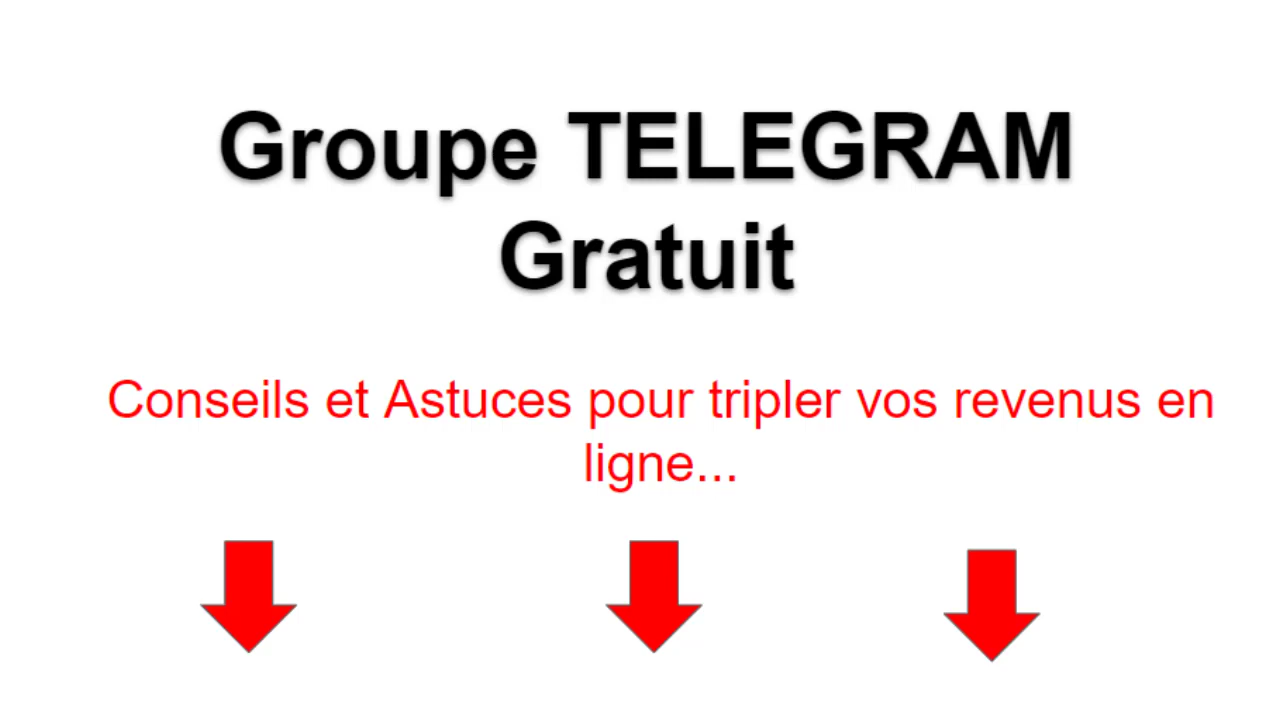 Groupe TELEGRAM
Gratuit
Conseils et Astuces pour tripler vos revenus en
ligne...